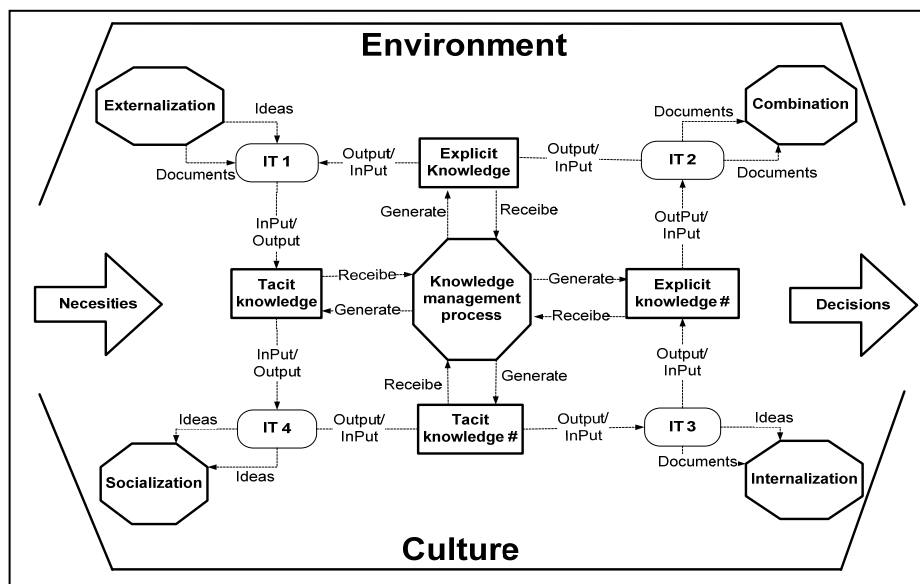 Environment
Externalization
Ideas
Documents
Combination
IT 1
Documents
Output/
InPut
Explicit
Knowledge
Output/
InPut
IT 2
Documents
InPut/
Output
Generate
Receibe
OutPut/
InPut
Necesities
Tacit
knowledge
Receibe
Generate
Knowledge
management
process
Generate
Receibe
Explicit
knowledge #
Decisions
InPut/
Output
Receibe
Generate
Output/
InPut
Ideas
IT 4
Output/
InPut
Tacit
knowledge #
Output/
InPut
IT 3
Ideas
Socialization
Ideas
Documents
Internalization
Culture